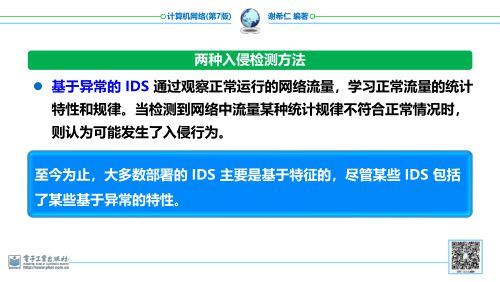 计算机网络(第7版)
谢希仁 编著
两种入侵检测方法
基于异常的 IDS 通过观察正常运行的网络流量，学习正常流量的统计
特性和规律。当检测到网络中流量某种统计规律不符合正常情况时，
则认为可能发生了入侵行为。
至今为止，大多数部署的 IDS 主要是基于特征的，尽管某些 IDS 包括
了某些基于异常的特性。
电子工业出版社
http://www.phei.com.cn